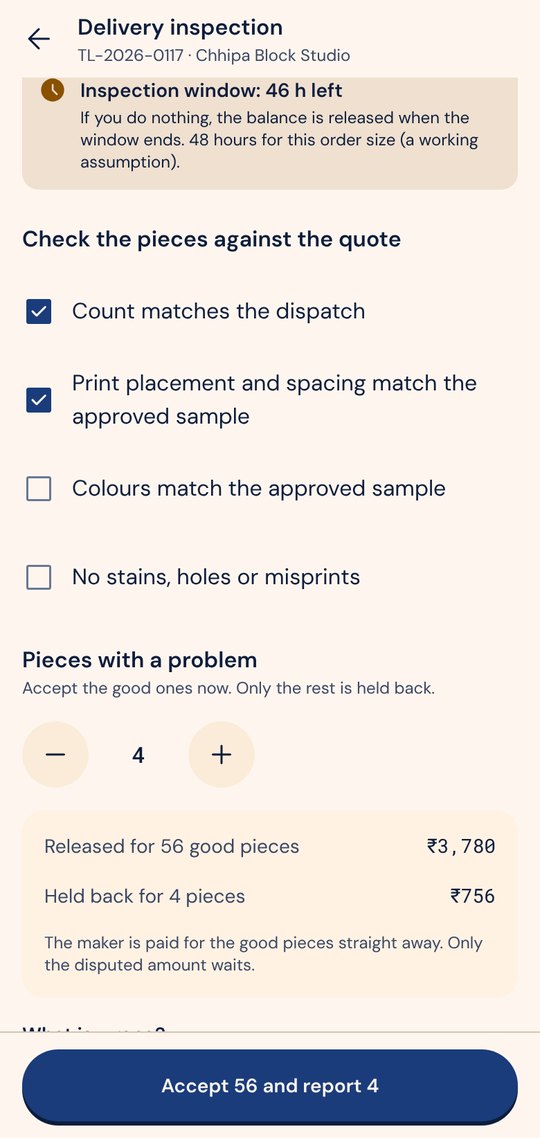 Delivery inspection
TL-2026-0117 · Chhipa Block Studio
Inspection window: 46 h left
If you do nothing, the balance is released when the
window ends. 48 hours for this order size (a working
assumption).
Check the pieces against the quote
Count matches the dispatch
Print placement and spacing match the
approved sample
Colours match the approved sample
No stains, holes or misprints
Pieces with a problem
Accept the good ones now. Only the rest is held back.
4
Released for 56 good pieces ₹3,780
Held back for 4 pieces ₹756
The maker is paid for the good pieces straight away. Only
the disputed amount waits.
Accept 56 and report 4